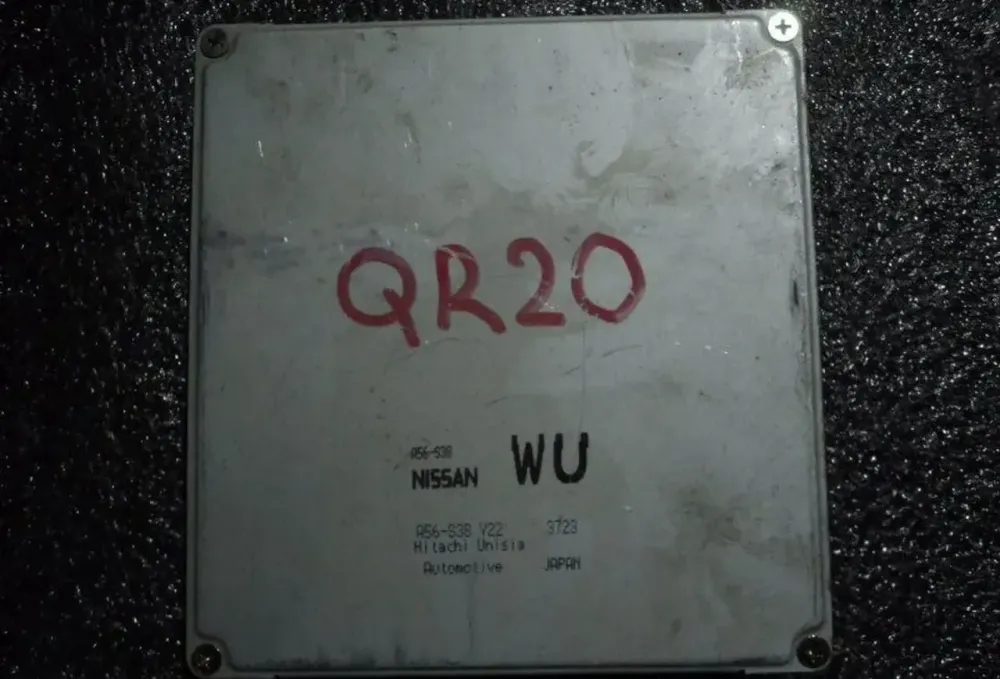 QR20
A56-S38
NISSAN WU
A56-S38 Y22 3723
Hitachi Unisia
Automotive JAPAN